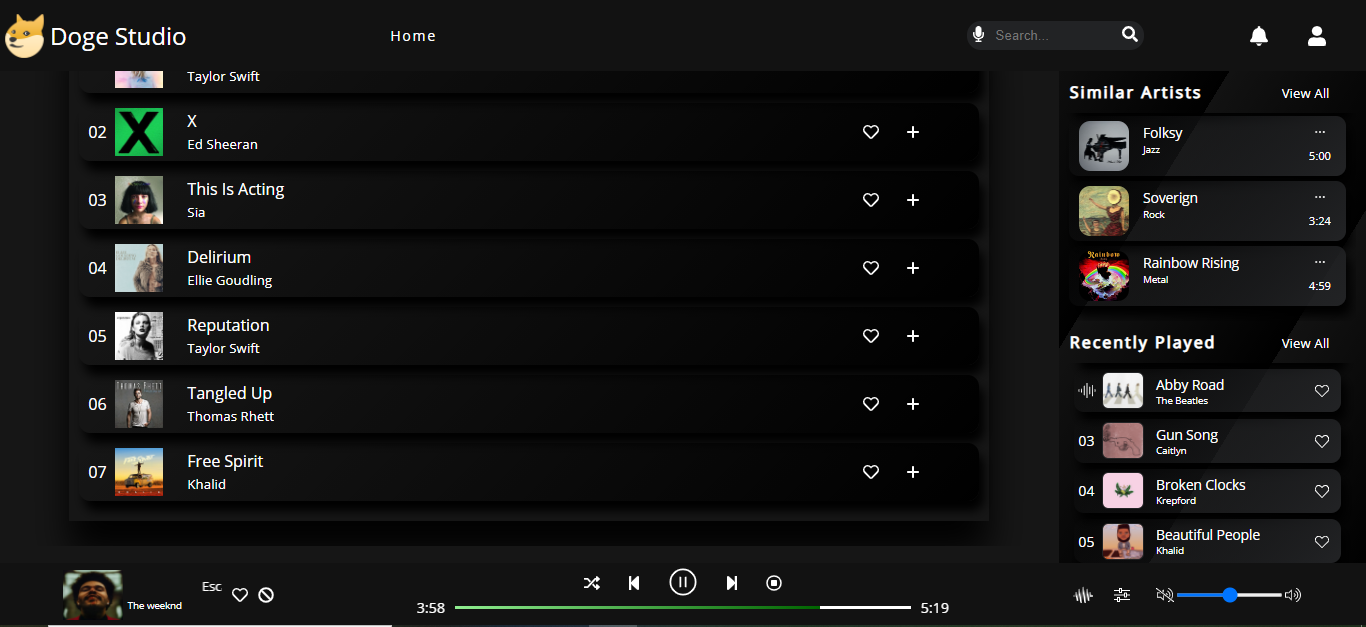 Doge Studio
Home
Search...
Taylor Swift
02
X
Ed Sheeran
03
This Is Acting
Sia
04
Delirium
Ellie Goudling
05
Reputation
Taylor Swift
06
THOMAS RHETT
Tangled Up
Thomas Rhett
07
Free Spirit
Khalid
Similar Artists
View All
Folksy
Jazz
...
5:00
Soverign
Rock
...
3:24
Rainbow
Rainbow Rising
Metal
...
4:59
Recently Played
View All
Abby Road
The Beatles
03
Gun Song
Caitlyn
04
Broken Clocks
Krepford
05
Beautiful People
Khalid
The weeknd
Esc
3:58
5:19